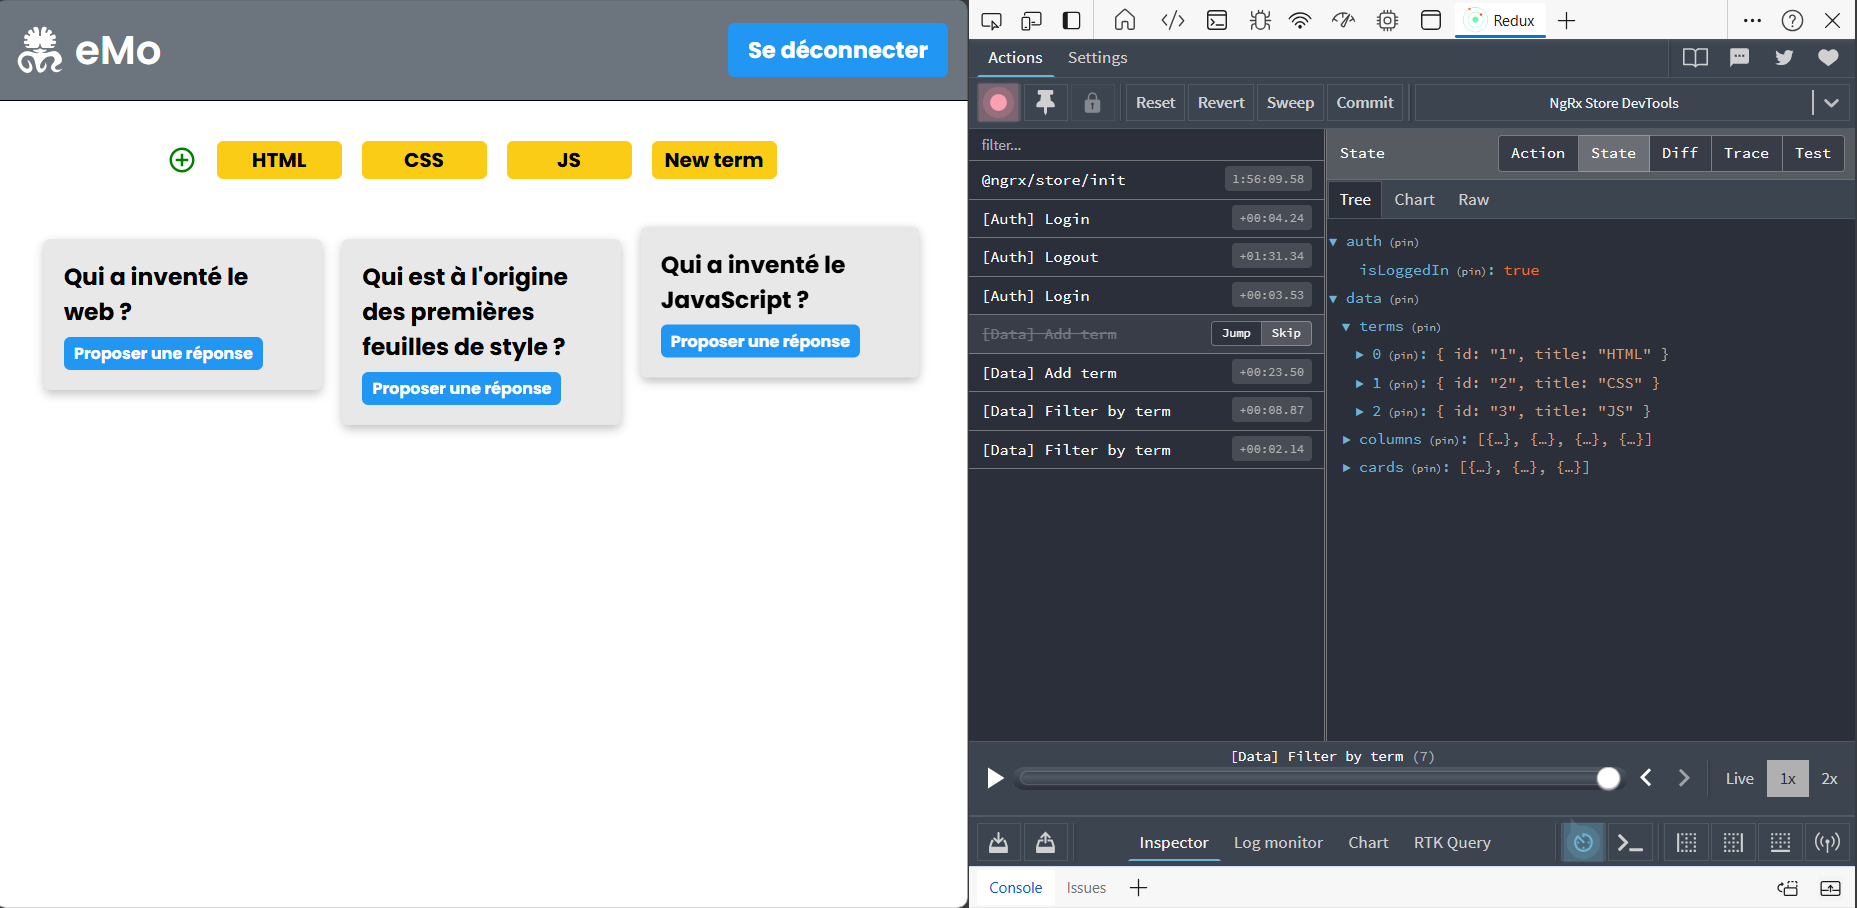 eMo
Se déconnecter
HTML
CSS
JS
New term
Qui a inventé le
web ?
Proposer une réponse
Qui est à l'origine
des premières
feuilles de style ?
Proposer une réponse
Qui a inventé le
JavaScript ?
Proposer une réponse
Redux
Actions
Settings
Reset
Revert
Sweep
Commit
NgRx Store DevTools
filter...
@ngrx/store/init 1:56:09.58
[Auth] Login +00:04.24
[Auth] Logout +01:31.34
[Auth] Login +00:03.53
[Data] Add term Jump Skip
[Data] Add term +00:23.50
[Data] Filter by term +00:08.87
[Data] Filter by term +00:02.14
State
Action
State
Diff
Trace
Test
Tree
Chart
Raw
auth (pin)
isLoggedIn (pin): true
data (pin)
terms (pin)
0 (pin): { id: "1", title: "HTML" }
1 (pin): { id: "2", title: "CSS" }
2 (pin): { id: "3", title: "JS" }
columns (pin): [{…}, {…}, {…}, {…}]
cards (pin): [{…}, {…}, {…}]
[Data] Filter by term (7)
Live
1x
2x
Inspector
Log monitor
Chart
RTK Query
Console
Issues